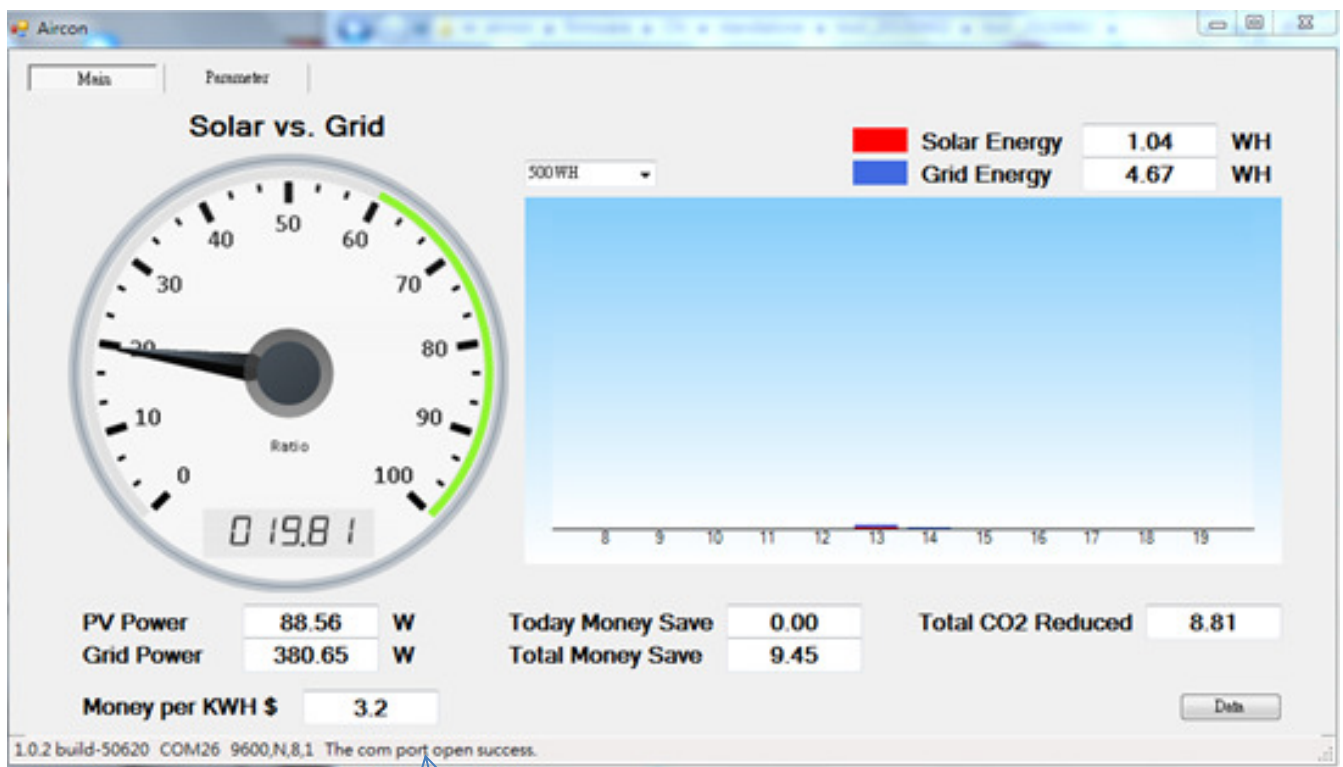 Aircon
Main Parameter
Solar vs. Grid
Solar Energy 1.04 WH
500WH
Grid Energy 4.67 WH
0 10 20 30 40 50 60 70 80 90 100
Ratio
019.81
8 9 10 11 12 13 14 15 16 17 18 19
PV Power 88.56 W Today Money Save 0.00 Total CO2 Reduced 8.81
Grid Power 380.65 W Total Money Save 9.45
Money per KWH $ 3.2
Data
1.0.2 build-50620 COM26 9600,N,8,1 The com port open success.